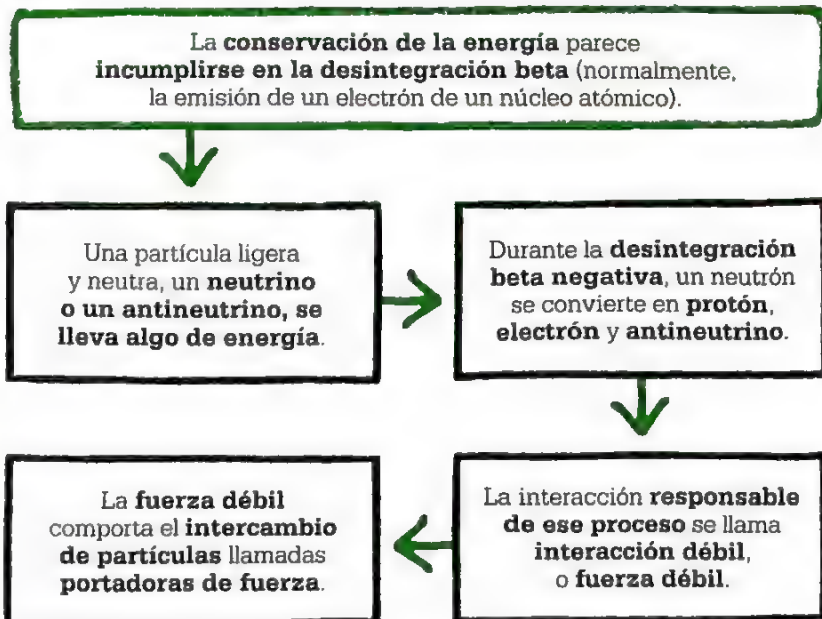 La conservación de la energía parece
incumplirse en la desintegración beta (normalmente,
la emisión de un electrón de un núcleo atómico).
Una partícula ligera
y neutra, un neutrino
o un antineutrino, se
lleva algo de energía.
Durante la desintegración
beta negativa, un neutrón
se convierte en protón,
electrón y antineutrino.
La interacción responsable
de ese proceso se llama
interacción débil,
o fuerza débil.
La fuerza débil
comporta el intercambio
de partículas llamadas
portadoras de fuerza.